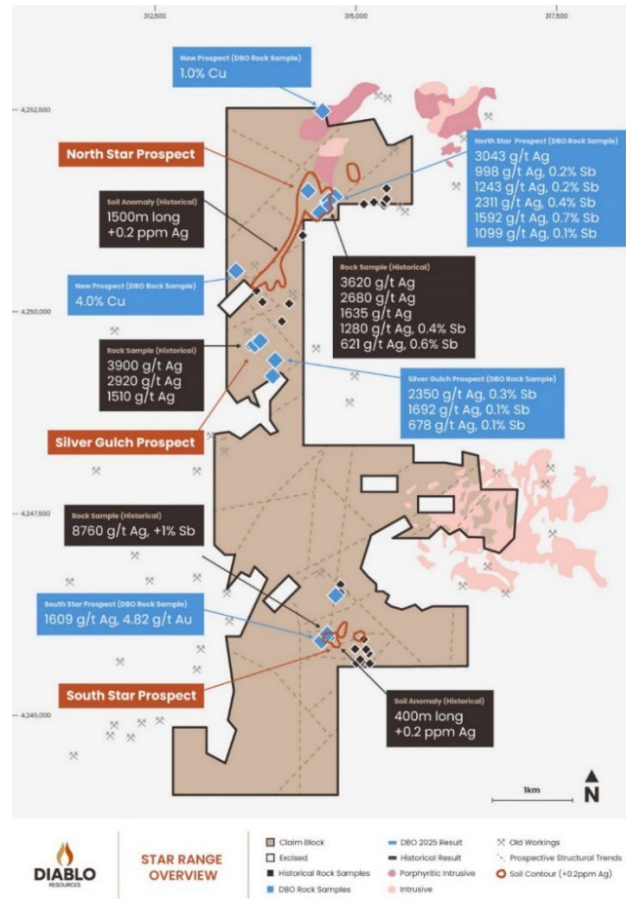 312,500
315,000
317,500
New Prospect (DBO Rock Sample)
1.0% Cu
4,252,500
North Star Prospect
North Star Prospect (DBO Rock Sample)
3043 g/t Ag
998 g/t Ag, 0.2% Sb
1243 g/t Ag, 0.2% Sb
2311 g/t Ag, 0.4% Sb
1592 g/t Ag, 0.7% Sb
1099 g/t Ag, 0.1% Sb
Soil Anomaly (Historical)
1500m long
+0.2 ppm Ag
New Prospect (DBO Rock Sample)
4.0% Cu
Rock Sample (Historical)
3620 g/t Ag
2680 g/t Ag
1635 g/t Ag
1280 g/t Ag, 0.4% Sb
621 g/t Ag, 0.6% Sb
4,250,000
Rock Sample (Historical)
3900 g/t Ag
2920 g/t Ag
1510 g/t Ag
Silver Gulch Prospect (DBO Rock Sample)
2350 g/t Ag, 0.3% Sb
1692 g/t Ag, 0.1% Sb
678 g/t Ag, 0.1% Sb
Silver Gulch Prospect
4,247,500
Rock Sample (Historical)
8760 g/t Ag, +1% Sb
South Star Prospect (DBO Rock Sample)
1609 g/t Ag, 4.82 g/t Au
South Star Prospect
Soil Anomaly (Historical)
400m long
+0.2 ppm Ag
4,245,000
1km
N
DIABLO
RESOURCES
STAR RANGE
OVERVIEW
Claim Block
Excised
Historical Rock Samples
DBO Rock Samples
DBO 2025 Result
Historical Result
Porphyritic Intrusive
Intrusive
Old Workings
Prospective Structural Trends
Soil Contour (+0.2ppm Ag)